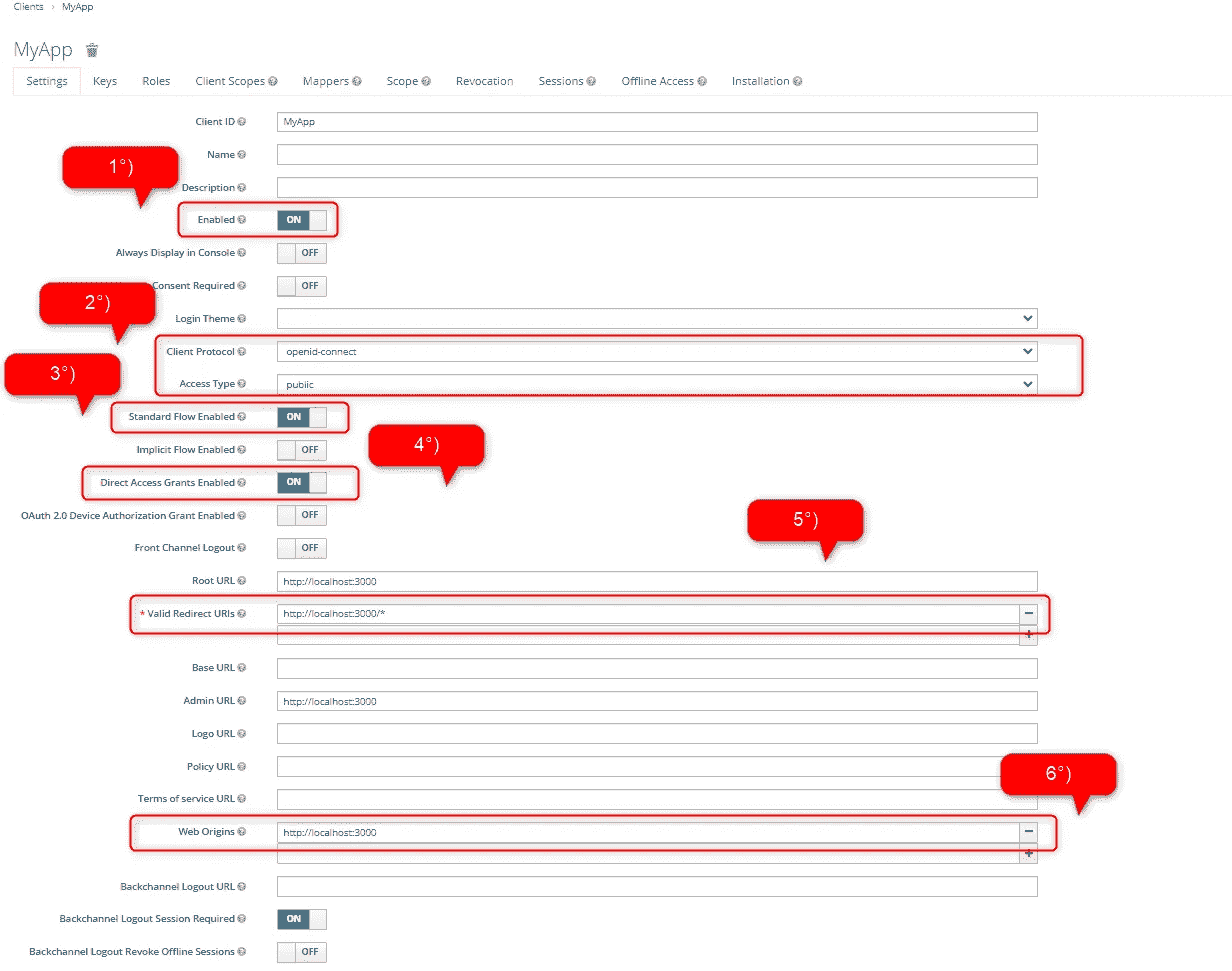 Clients > MyApp
MyApp
Settings Keys Roles Client Scopes Mappers Scope Revocation Sessions Offline Access Installation
Client ID MyApp
1°)
Name
Description
Enabled ON
Always Display in Console OFF
2°)
Consent Required OFF
Login Theme
Client Protocol openid-connect
3°)
Access Type public
Standard Flow Enabled ON
4°)
Implicit Flow Enabled OFF
Direct Access Grants Enabled ON
OAuth 2.0 Device Authorization Grant Enabled OFF
5°)
Front Channel Logout OFF
Root URL http://localhost:3000
* Valid Redirect URIs http://localhost:3000/* −
+
Base URL
Admin URL http://localhost:3000
Logo URL
Policy URL
6°)
Terms of service URL
Web Origins http://localhost:3000 −
+
Backchannel Logout URL
Backchannel Logout Session Required ON
Backchannel Logout Revoke Offline Sessions OFF